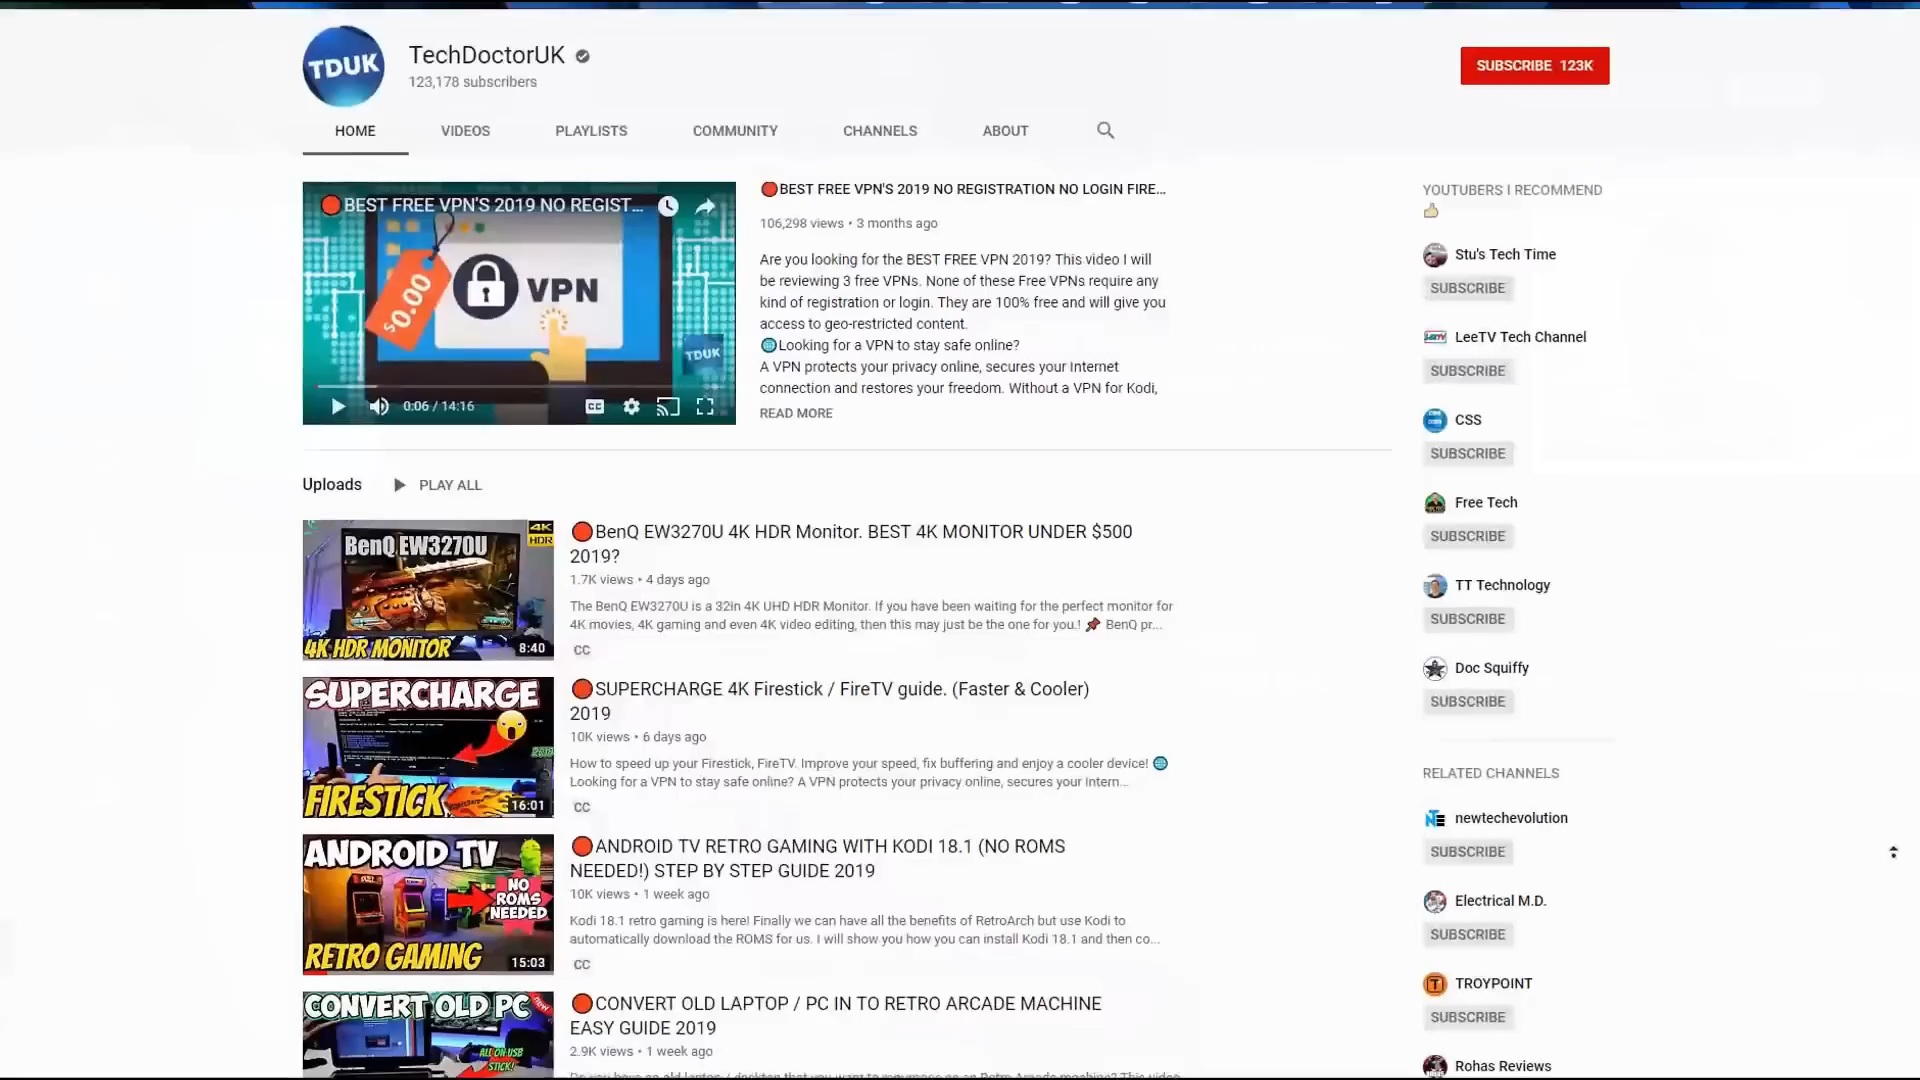 TDUK
TechDoctorUK
123,178 subscribers
SUBSCRIBE 123K
HOME
VIDEOS
PLAYLISTS
COMMUNITY
CHANNELS
ABOUT
BEST FREE VPN'S 2019 NO REGIST...
$0.00
VPN
TDUK
0:06 / 14:16
CC
BEST FREE VPN'S 2019 NO REGISTRATION NO LOGIN FIRE...
106,298 views • 3 months ago
Are you looking for the BEST FREE VPN 2019? This video I will
be reviewing 3 free VPNs. None of these Free VPNs require any
kind of registration or login. They are 100% free and will give you
access to geo-restricted content.
Looking for a VPN to stay safe online?
A VPN protects your privacy online, secures your Internet
connection and restores your freedom. Without a VPN for Kodi,
READ MORE
Uploads
PLAY ALL
BenQ EW3270U
4K
HDR
4K HDR MONITOR
8:40
BenQ EW3270U 4K HDR Monitor. BEST 4K MONITOR UNDER $500
2019?
1.7K views • 4 days ago
The BenQ EW3270U is a 32in 4K UHD HDR Monitor. If you have been waiting for the perfect monitor for
4K movies, 4K gaming and even 4K video editing, then this may just be the one for you.! BenQ pr...
CC
SUPERCHARGE
2019
FIRESTICK
16:01
SUPERCHARGE 4K Firestick / FireTV guide. (Faster & Cooler)
2019
10K views • 6 days ago
How to speed up your Firestick, FireTV. Improve your speed, fix buffering and enjoy a cooler device!
Looking for a VPN to stay safe online? A VPN protects your privacy online, secures your Intern...
CC
ANDROID TV
NO
ROMS
NEEDED
RETRO GAMING
15:03
ANDROID TV RETRO GAMING WITH KODI 18.1 (NO ROMS
NEEDED!) STEP BY STEP GUIDE 2019
10K views • 1 week ago
Kodi 18.1 retro gaming is here! Finally we can have all the benefits of RetroArch but use Kodi to
automatically download the ROMS for us. I will show you how you can install Kodi 18.1 and then co...
CC
CONVERT OLD PC
new
ALL ON USB
STICK!
CONVERT OLD LAPTOP / PC IN TO RETRO ARCADE MACHINE
EASY GUIDE 2019
2.9K views • 1 week ago
YOUTUBERS I RECOMMEND
Stu's Tech Time
SUBSCRIBE
LeeTV Tech Channel
SUBSCRIBE
CSS
SUBSCRIBE
Free Tech
SUBSCRIBE
TT Technology
SUBSCRIBE
Doc Squiffy
SUBSCRIBE
RELATED CHANNELS
newtechevolution
SUBSCRIBE
Electrical M.D.
SUBSCRIBE
TROYPOINT
SUBSCRIBE
Rohas Reviews